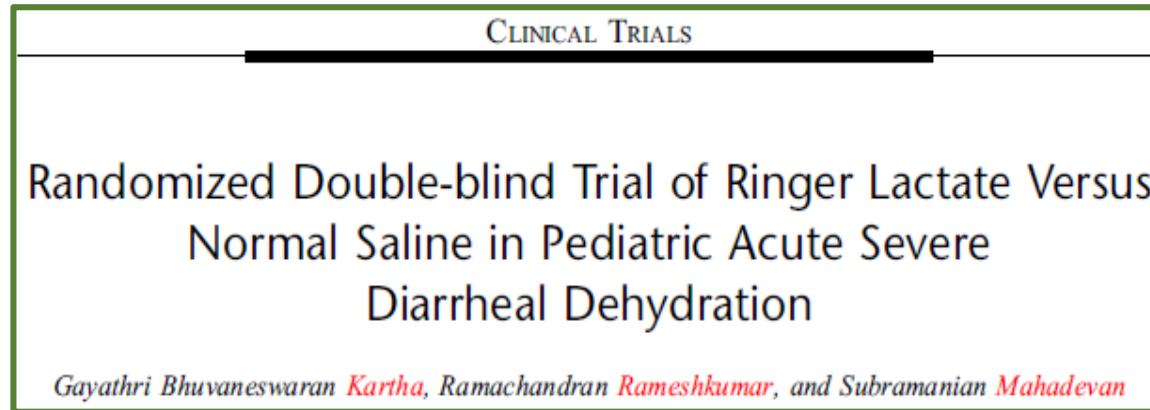 CLINICAL TRIALS
Randomized Double-blind Trial of Ringer Lactate Versus
Normal Saline in Pediatric Acute Severe
Diarrheal Dehydration
Gayathri Bhuvaneswaran Kartha, Ramachandran Rameshkumar, and Subramanian Mahadevan